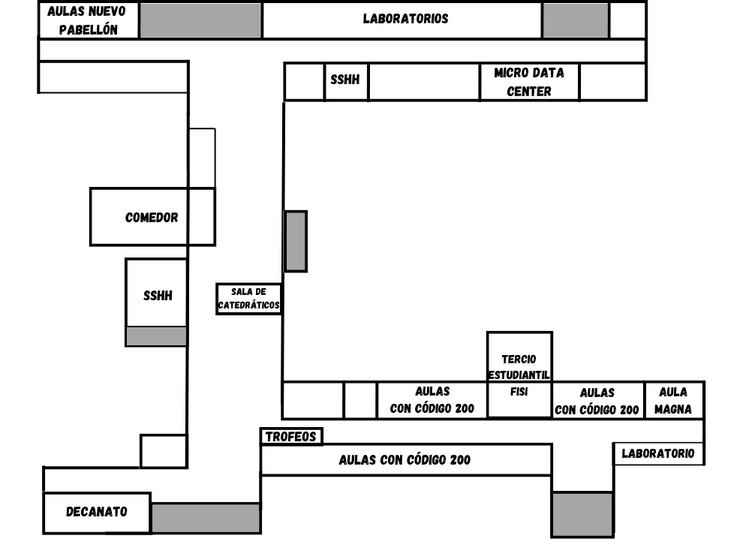 AULAS NUEVO
PABELLÓN
LABORATORIOS
SSHH
MICRO DATA
CENTER
COMEDOR
SSHH
SALA DE
CATEDRÁTICOS
TERCIO
ESTUDIANTIL
FISI
AULAS
CON CÓDIGO 200
AULAS
CON CÓDIGO 200
AULA
MAGNA
TROFEOS
AULAS CON CÓDIGO 200
LABORATORIO
DECANATO